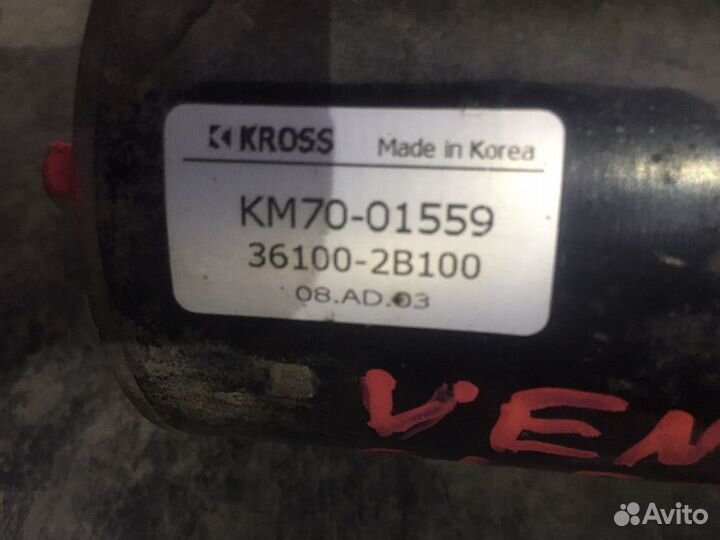 KROSS Made in Korea
KM70-01559
36100-2B100
08.AD.03
VEN
Avito